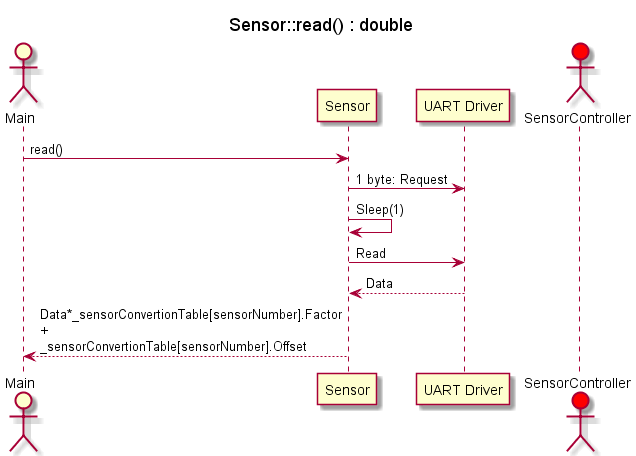 Sensor::read() : double
Main
Sensor
UART Driver
SensorController
read()
1 byte: Request
Sleep(1)
Read
Data
Data*_sensorConvertionTable[sensorNumber].Factor
+
_sensorConvertionTable[sensorNumber].Offset
Main
Sensor
UART Driver
SensorController